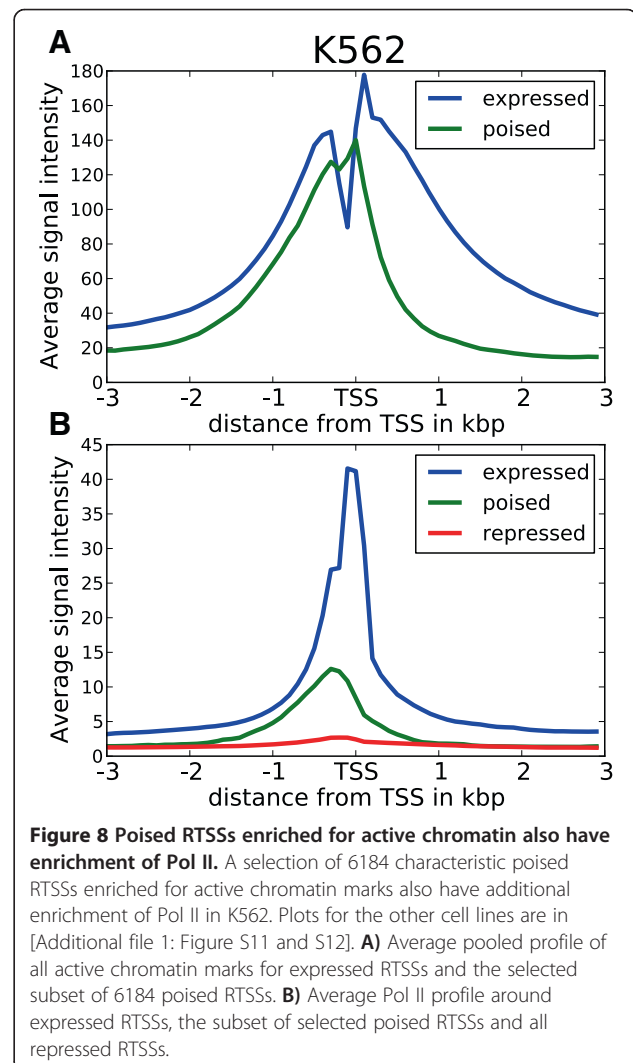 A
K562
180
160
140
120
100
80
60
40
20
0
Average signal intensity
expressed
poised
-3 -2 -1 TSS 1 2 3
distance from TSS in kbp
B
45
40
35
30
25
20
15
10
5
0
Average signal intensity
expressed
poised
repressed
-3 -2 -1 TSS 1 2 3
distance from TSS in kbp
Figure 8 Poised RTSSs enriched for active chromatin also have
enrichment of Pol II. A selection of 6184 characteristic poised
RTSSs enriched for active chromatin marks also have additional
enrichment of Pol II in K562. Plots for the other cell lines are in
[Additional file 1: Figure S11 and S12]. A) Average pooled profile of
all active chromatin marks for expressed RTSSs and the selected
subset of 6184 poised RTSSs. B) Average Pol II profile around
expressed RTSSs, the subset of selected poised RTSSs and all
repressed RTSSs.